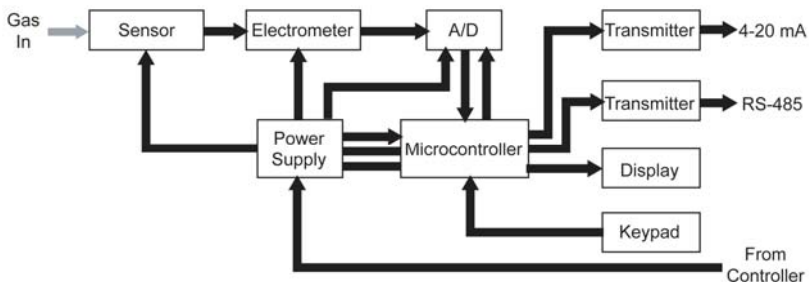 Gas
In
Sensor
Electrometer
A/D
Transmitter
4-20 mA
Transmitter
RS-485
Power
Supply
Microcontroller
Display
Keypad
From
Controller